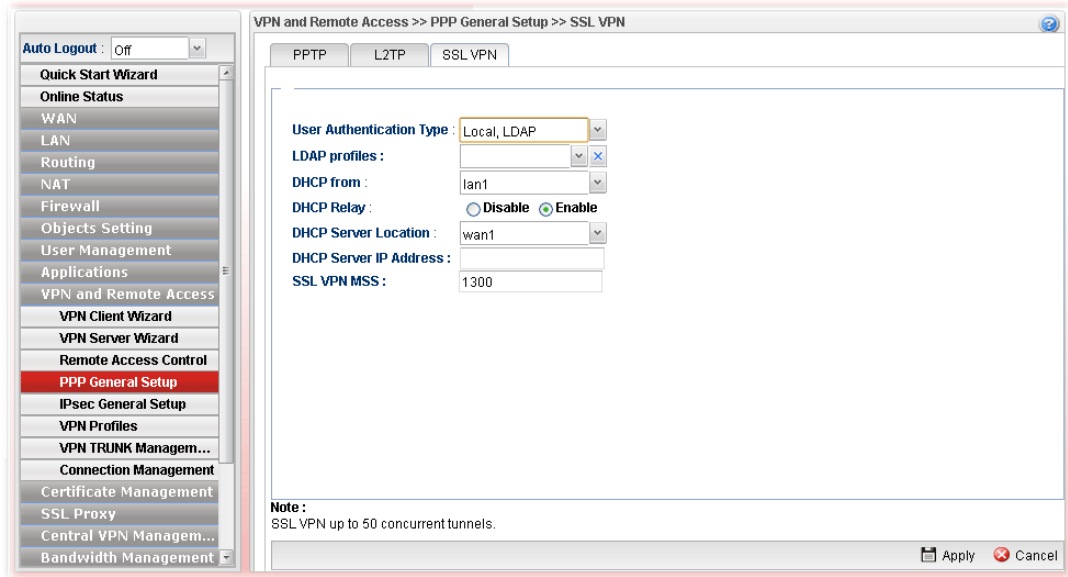 VPN and Remote Access >> PPP General Setup >> SSL VPN
Auto Logout : Off
Quick Start Wizard
Online Status
WAN
LAN
Routing
NAT
Firewall
Objects Setting
User Management
Applications
VPN and Remote Access
VPN Client Wizard
VPN Server Wizard
Remote Access Control
PPP General Setup
IPsec General Setup
VPN Profiles
VPN TRUNK Managem...
Connection Management
Certificate Management
SSL Proxy
Central VPN Managem...
Bandwidth Management
PPTP L2TP SSL VPN
User Authentication Type : Local, LDAP
LDAP profiles :
DHCP from : lan1
DHCP Relay : Disable Enable
DHCP Server Location : wan1
DHCP Server IP Address :
SSL VPN MSS : 1300
Note :
SSL VPN up to 50 concurrent tunnels.
Apply Cancel